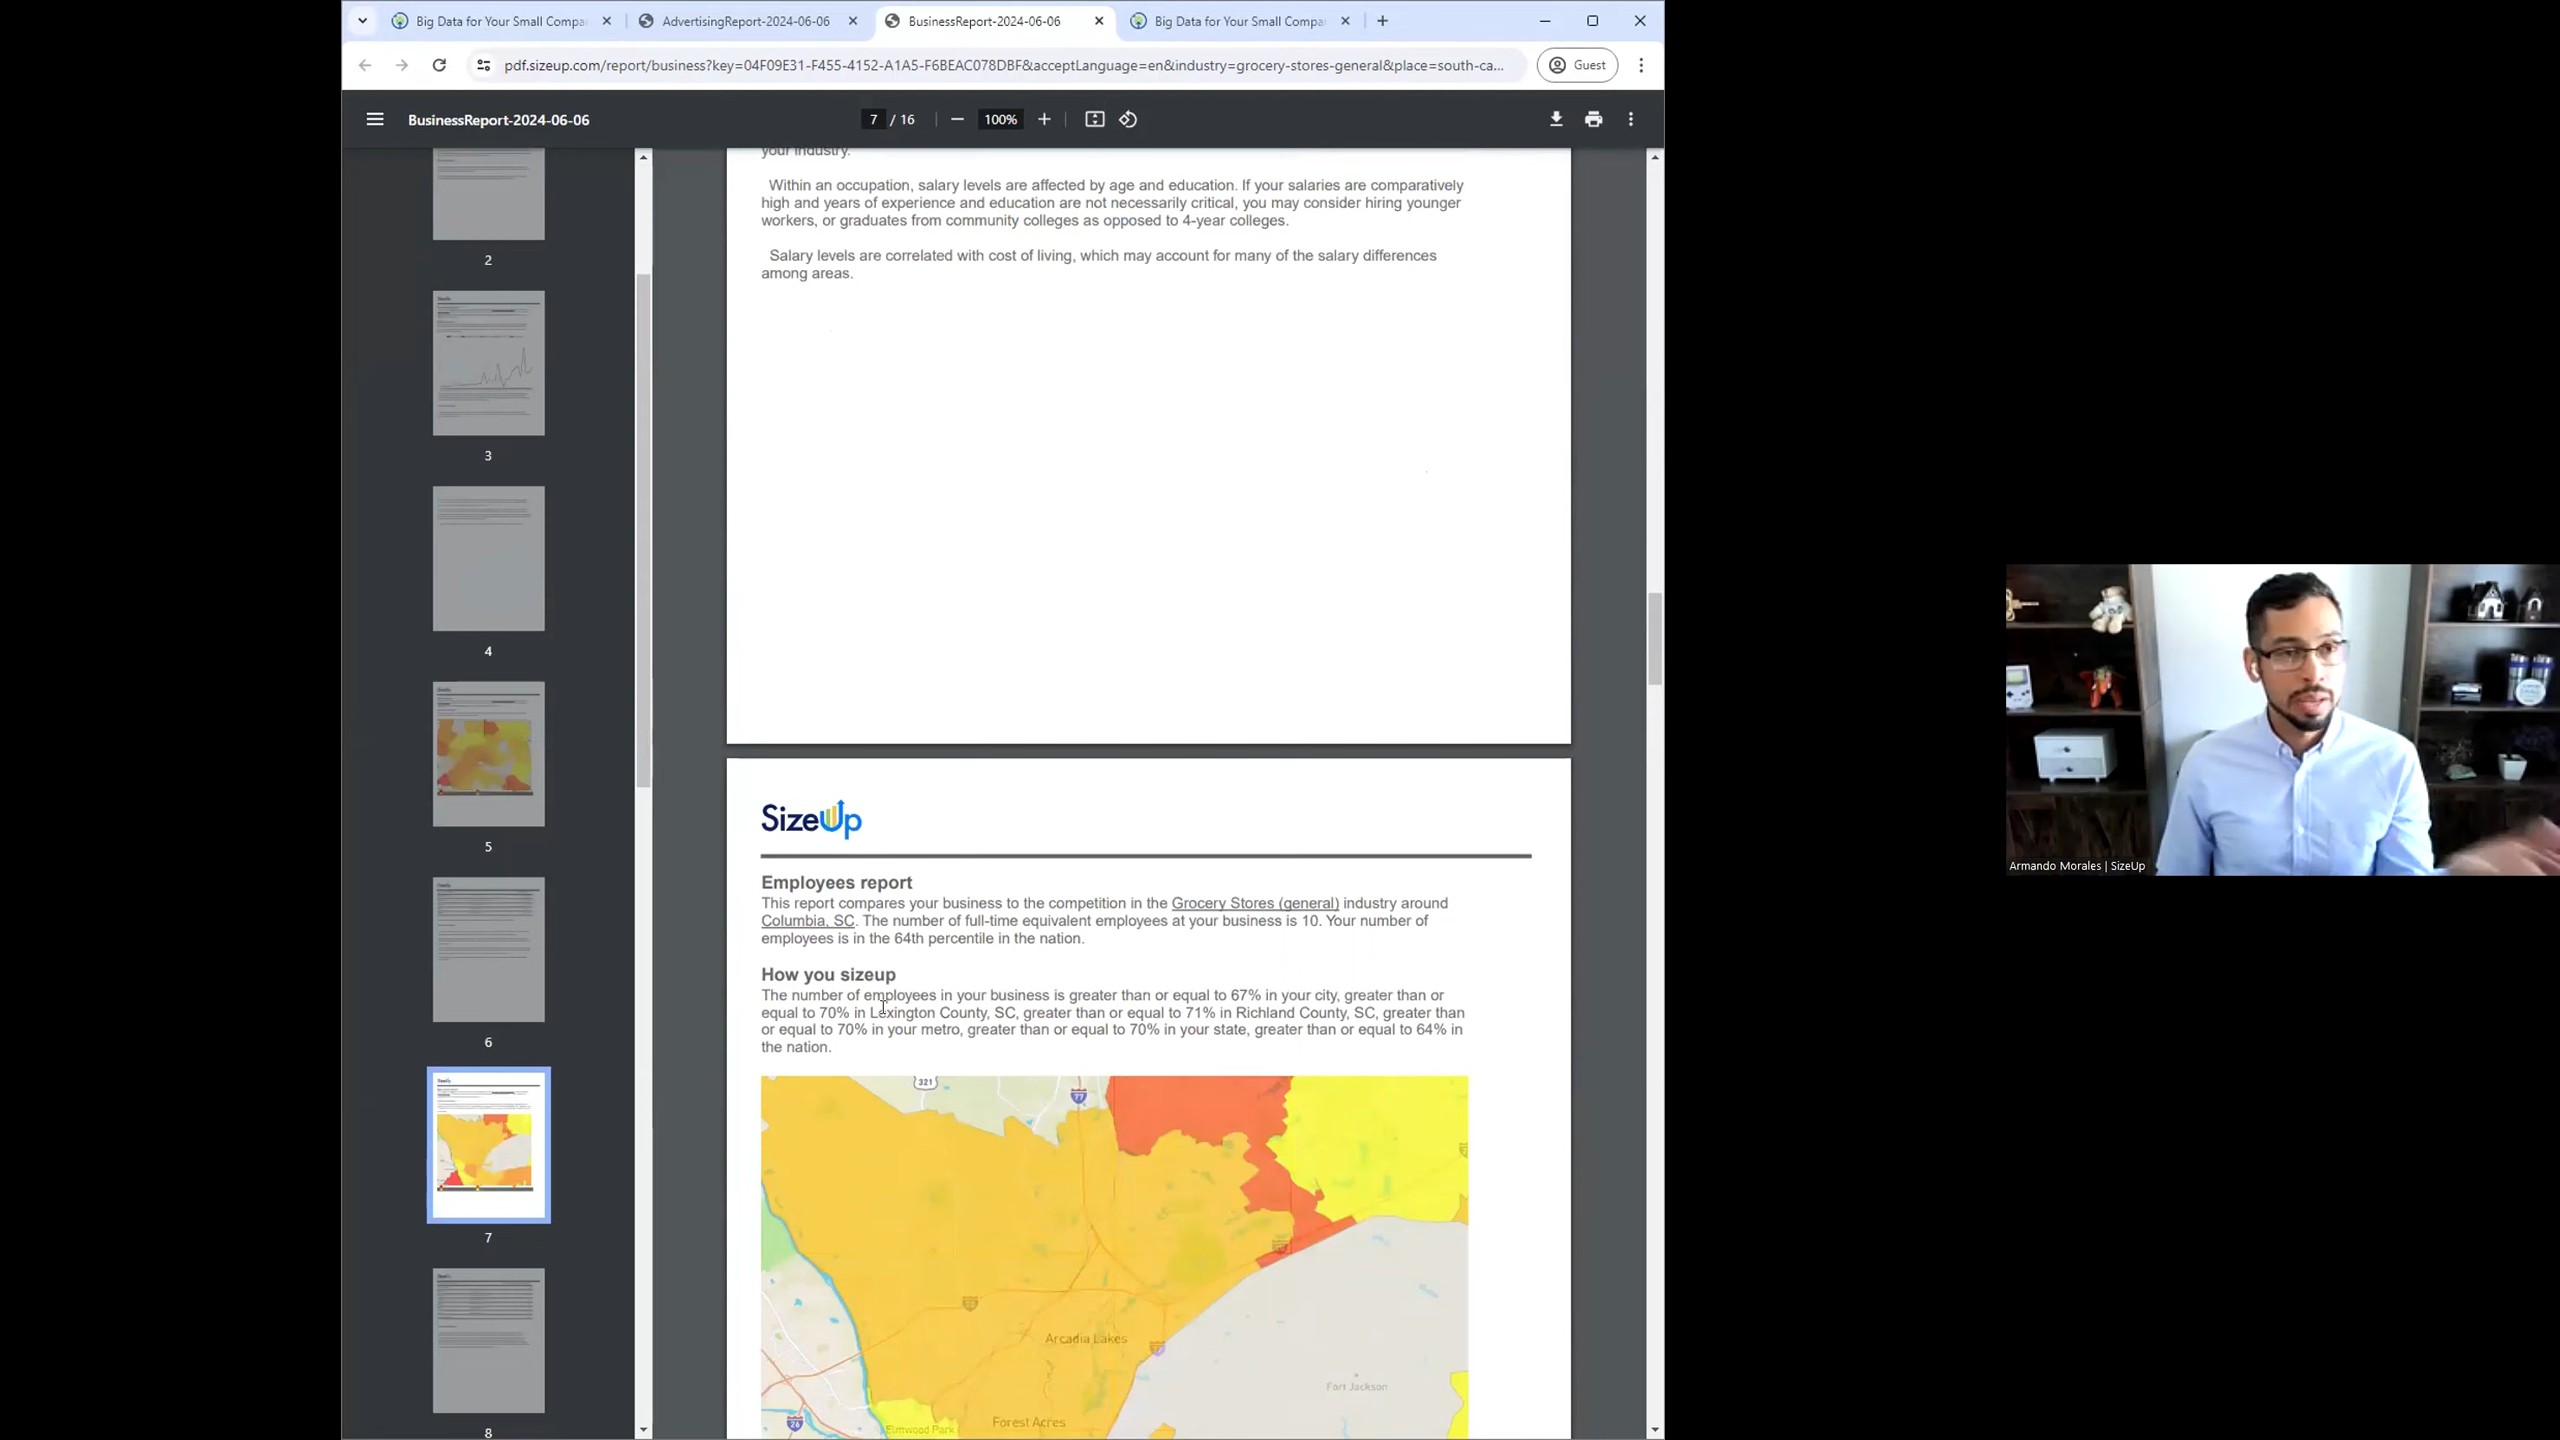 Big Data for Your Small Compa
AdvertisingReport-2024-06-06
BusinessReport-2024-06-06
Big Data for Your Small Compa
pdf.sizeup.com/report/business?key=04F09E31-F455-4152-A1A5-F6BEAC078DBF&acceptLanguage=en&industry=grocery-stores-general&place=south-ca...
Guest
BusinessReport-2024-06-06
7 / 16
100%
your industry.
Within an occupation, salary levels are affected by age and education. If your salaries are comparatively
high and years of experience and education are not necessarily critical, you may consider hiring younger
workers, or graduates from community colleges as opposed to 4-year colleges.
Salary levels are correlated with cost of living, which may account for many of the salary differences
among areas.
2
3
4
5
6
7
8
SizeUp
Employees report
This report compares your business to the competition in the Grocery Stores (general) industry around
Columbia, SC. The number of full-time equivalent employees at your business is 10. Your number of
employees is in the 64th percentile in the nation.
How you sizeup
The number of employees in your business is greater than or equal to 67% in your city, greater than or
equal to 70% in Lexington County, SC, greater than or equal to 71% in Richland County, SC, greater than
or equal to 70% in your metro, greater than or equal to 70% in your state, greater than or equal to 64% in
the nation.
321
77
Arcadia Lakes
Fort Jackson
Forest Acres
Elmwood Park
26
Armando Morales | SizeUp